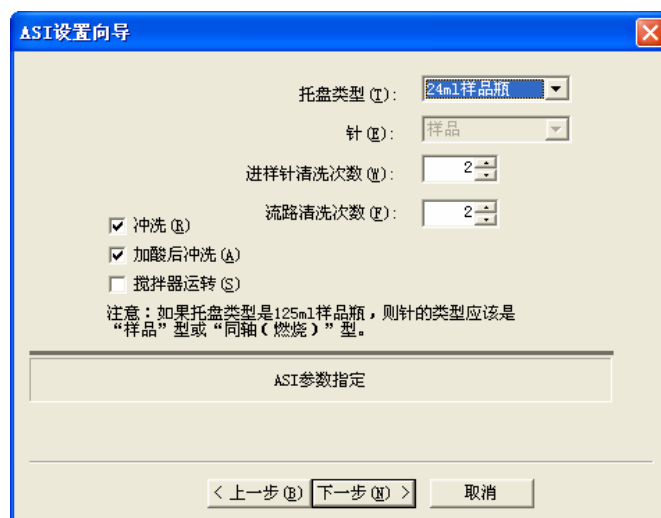 ASI设置向导
托盘类型(T): 24ml样品瓶
针(E): 样品
进样针清洗次数(W): 2
流路清洗次数(F): 2
冲洗(R)
加酸后冲洗(A)
搅拌器运转(S)
注意：如果托盘类型是125ml样品瓶，则针的类型应该是
“样品”型或“同轴(燃烧)”型。
ASI参数指定
< 上一步(B) 下一步(N) > 取消